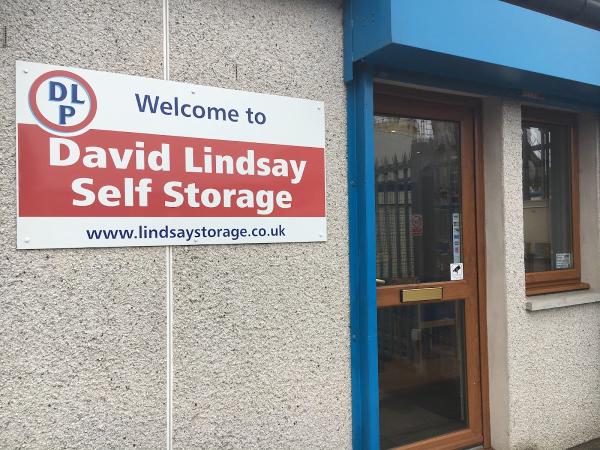 DL
P
Welcome to
David Lindsay
Self Storage
www.lindsaystorage.co.uk